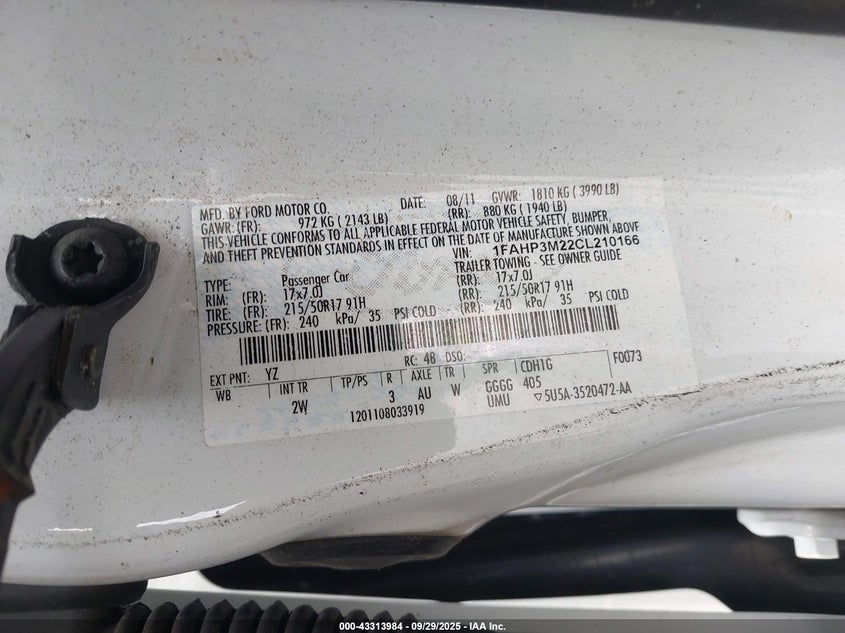 MFD. BY FORD MOTOR CO. DATE: 08/11 GVWR: 1810 KG ( 3990 LB)
GAWR: (FR): 972 KG ( 2143 LB) (RR): 880 KG ( 1940 LB)
THIS VEHICLE CONFORMS TO ALL APPLICABLE FEDERAL MOTOR VEHICLE SAFETY, BUMPER,
AND THEFT PREVENTION STANDARDS IN EFFECT ON THE DATE OF MANUFACTURE SHOWN ABOVE
VIN: 1FAHP3M22CL210166
TYPE: Passenger Car TRAILER TOWING - SEE OWNER GUIDE
RIM: (FR): 17x7.0J (RR): 17x7.0J
TIRE: (FR): 215/50R17 91H (RR): 215/50R17 91H
PRESSURE: (FR): 240 kPa/ 35 PSI COLD (RR): 240 kPa/ 35 PSI COLD
EXT PNT: YZ RC: 48 DSO: F0073
WB INT TR TP/PS R AXLE TR SPR CDH1G
2W 3 AU W GGGG 405
UMU ▽5U5A-3520472-AA
1201108033919
000-43313984 - 09/29/2025 - IAA Inc.